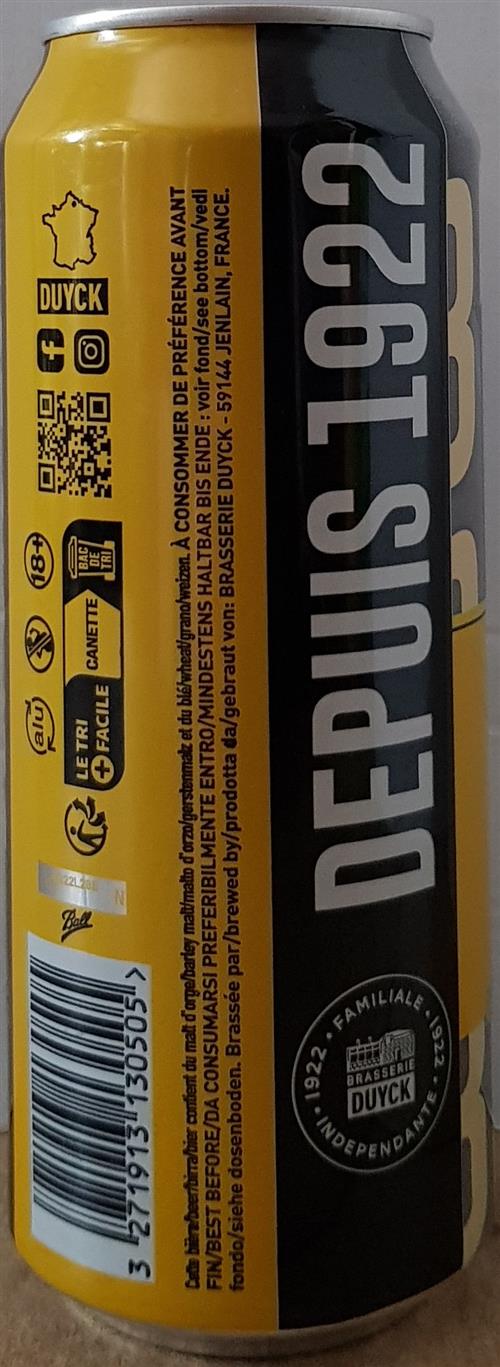 DUYCK
18+
alu
BAC
DE
TRI
CANETTE
LE TRI
+ FACILE
Ball
3 271913 130505 >
Cette bière/beer/birra/bier contient du malt d'orge/barley malt/malto d'orzo/gerstenmalz et du blé/wheat/grano/weizen. À CONSOMMER DE PRÉFÉRENCE AVANT
FIN/BEST BEFORE/DA CONSUMARSI PREFERIBILMENTE ENTRO/MINDESTENS HALTBAR BIS ENDE : voir fond/see bottom/vedi
fondo/siehe dosenboden. Brassée par/brewed by/prodotta da/gebraut von: BRASSERIE DUYCK - 59144 JENLAIN, FRANCE.
DEPUIS 1922
1922 • FAMILIALE • 1922 • INDEPENDANTE •
BRASSERIE
DUYCK